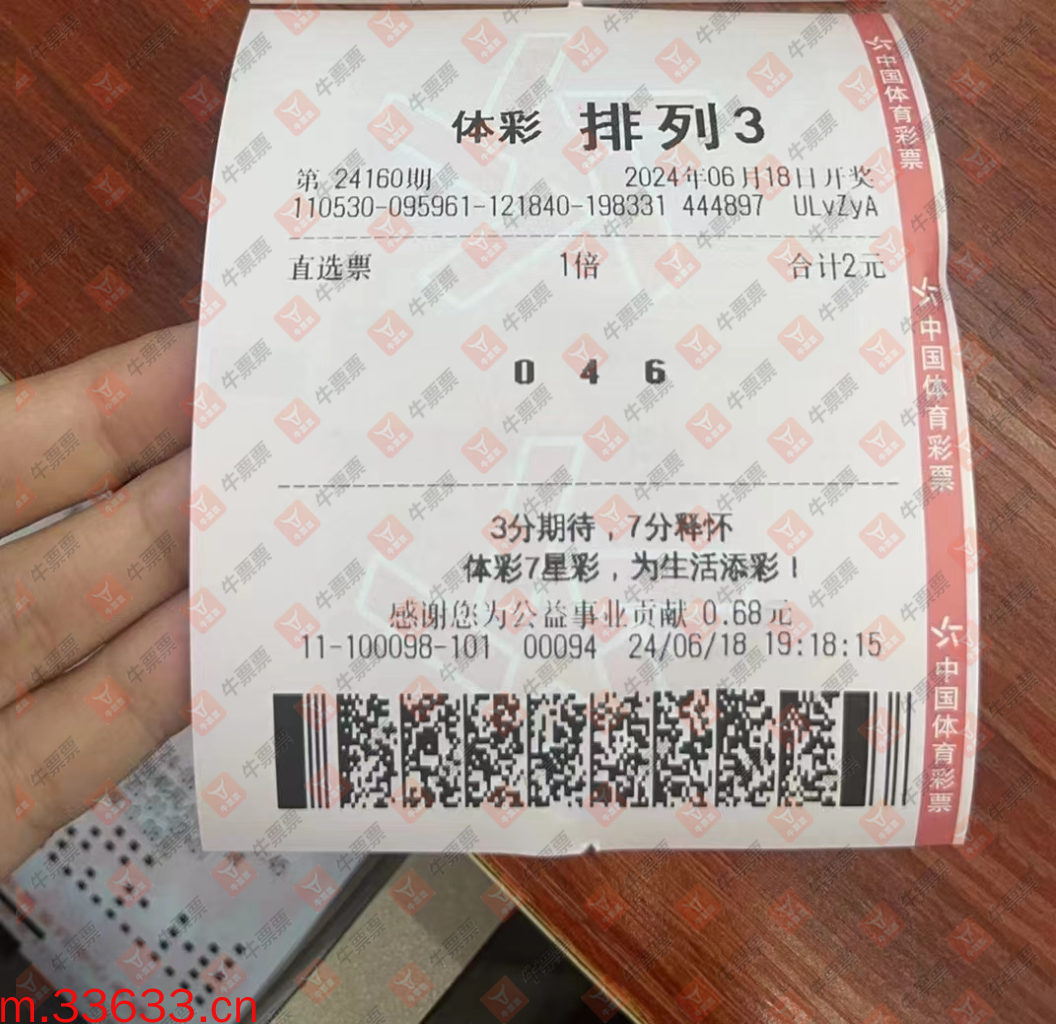 体彩 排列3
第 24160期 2024年06月18日开奖
110530-095961-121840-198331 444897 ULvZyA
直选票 1倍 合计2元
0 4 6
3分期待，7分释怀
体彩7星彩，为生活添彩！
感谢您为公益事业贡献 0.68元
11-100098-101 00094 24/06/18 19:18:15
中国体育彩票
中国体育彩票
中国体育彩票
牛票票
m.33633.cn